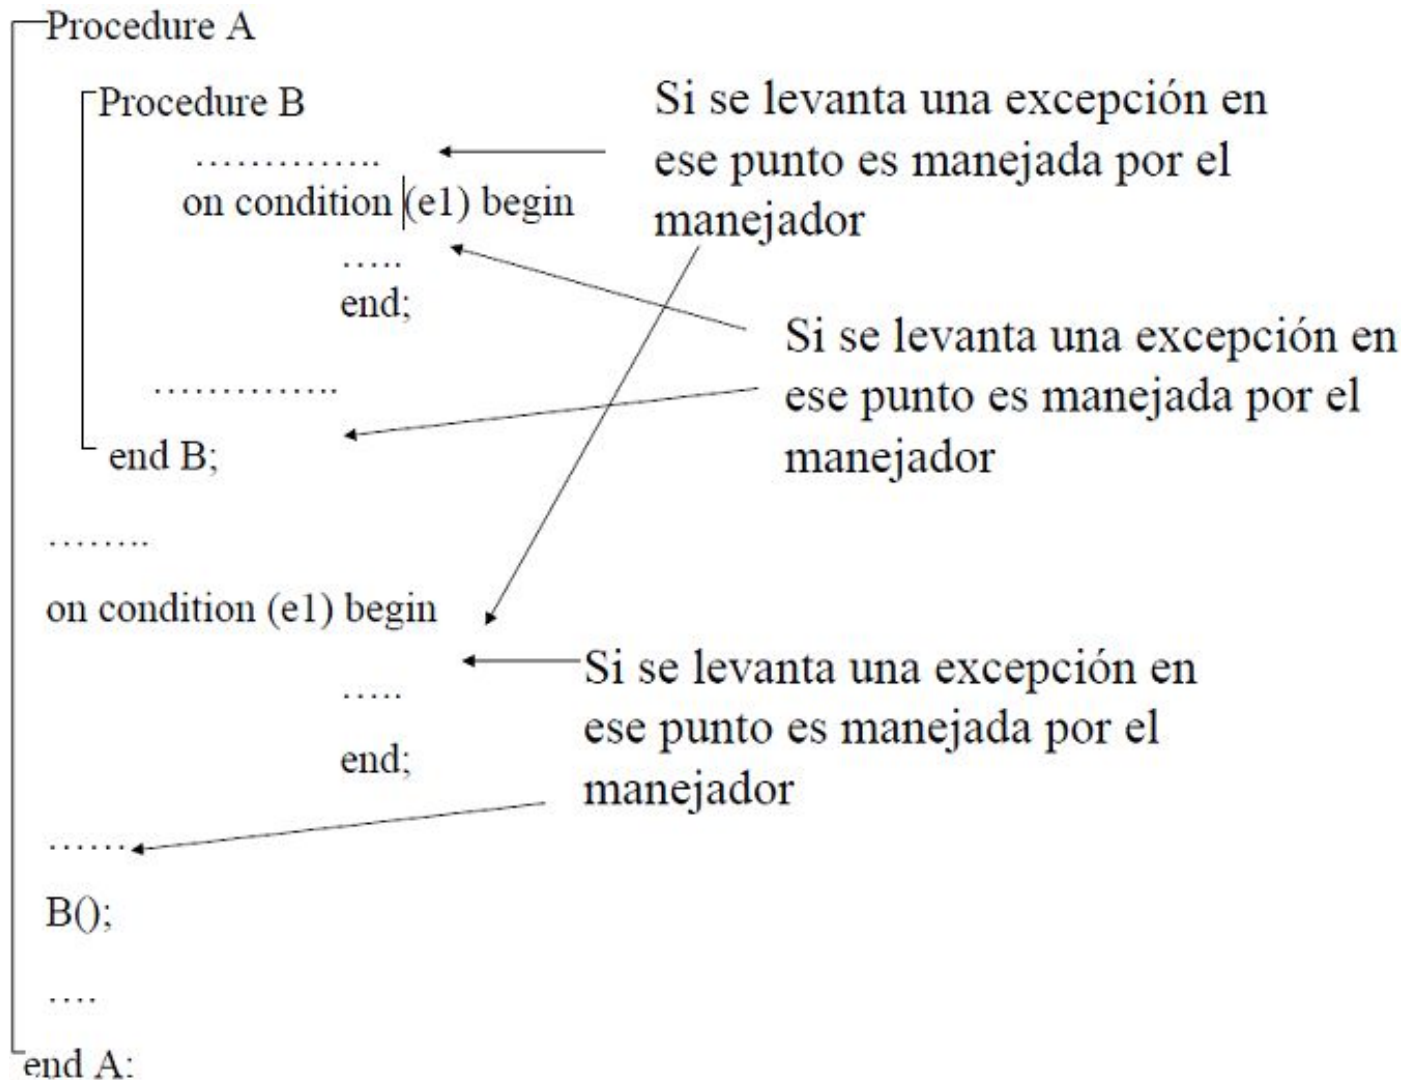 Procedure A
Procedure B
Si se levanta una excepción en
ese punto es manejada por el
manejador
..............
on condition (e1) begin
.....
end;
Si se levanta una excepción en
ese punto es manejada por el
manejador
..............
end B;
........
on condition (e1) begin
Si se levanta una excepción en
ese punto es manejada por el
manejador
.....
end;
......
B();
....
end A: